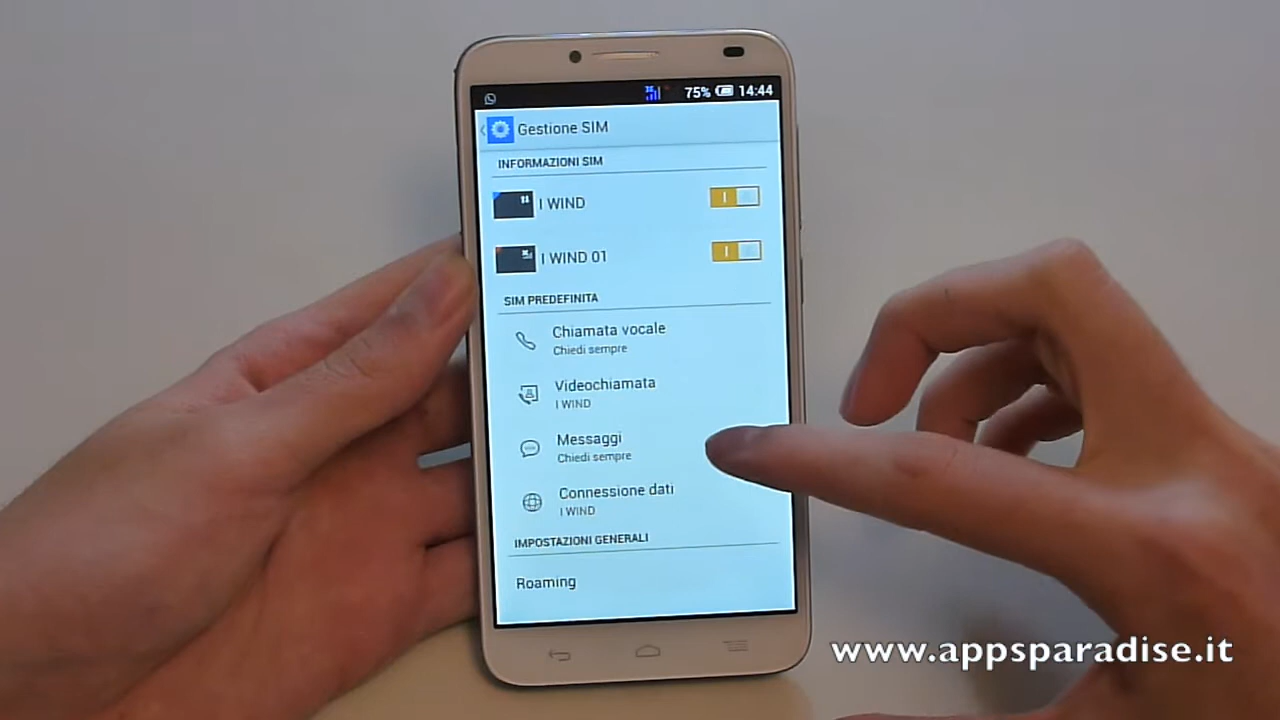 75% 14:44
Gestione SIM
INFORMAZIONI SIM
I WIND
I WIND 01
SIM PREDEFINITA
Chiamata vocale
Chiedi sempre
Videochiamata
I WIND
Messaggi
Chiedi sempre
Connessione dati
I WIND
IMPOSTAZIONI GENERALI
Roaming
www.appsparadise.it